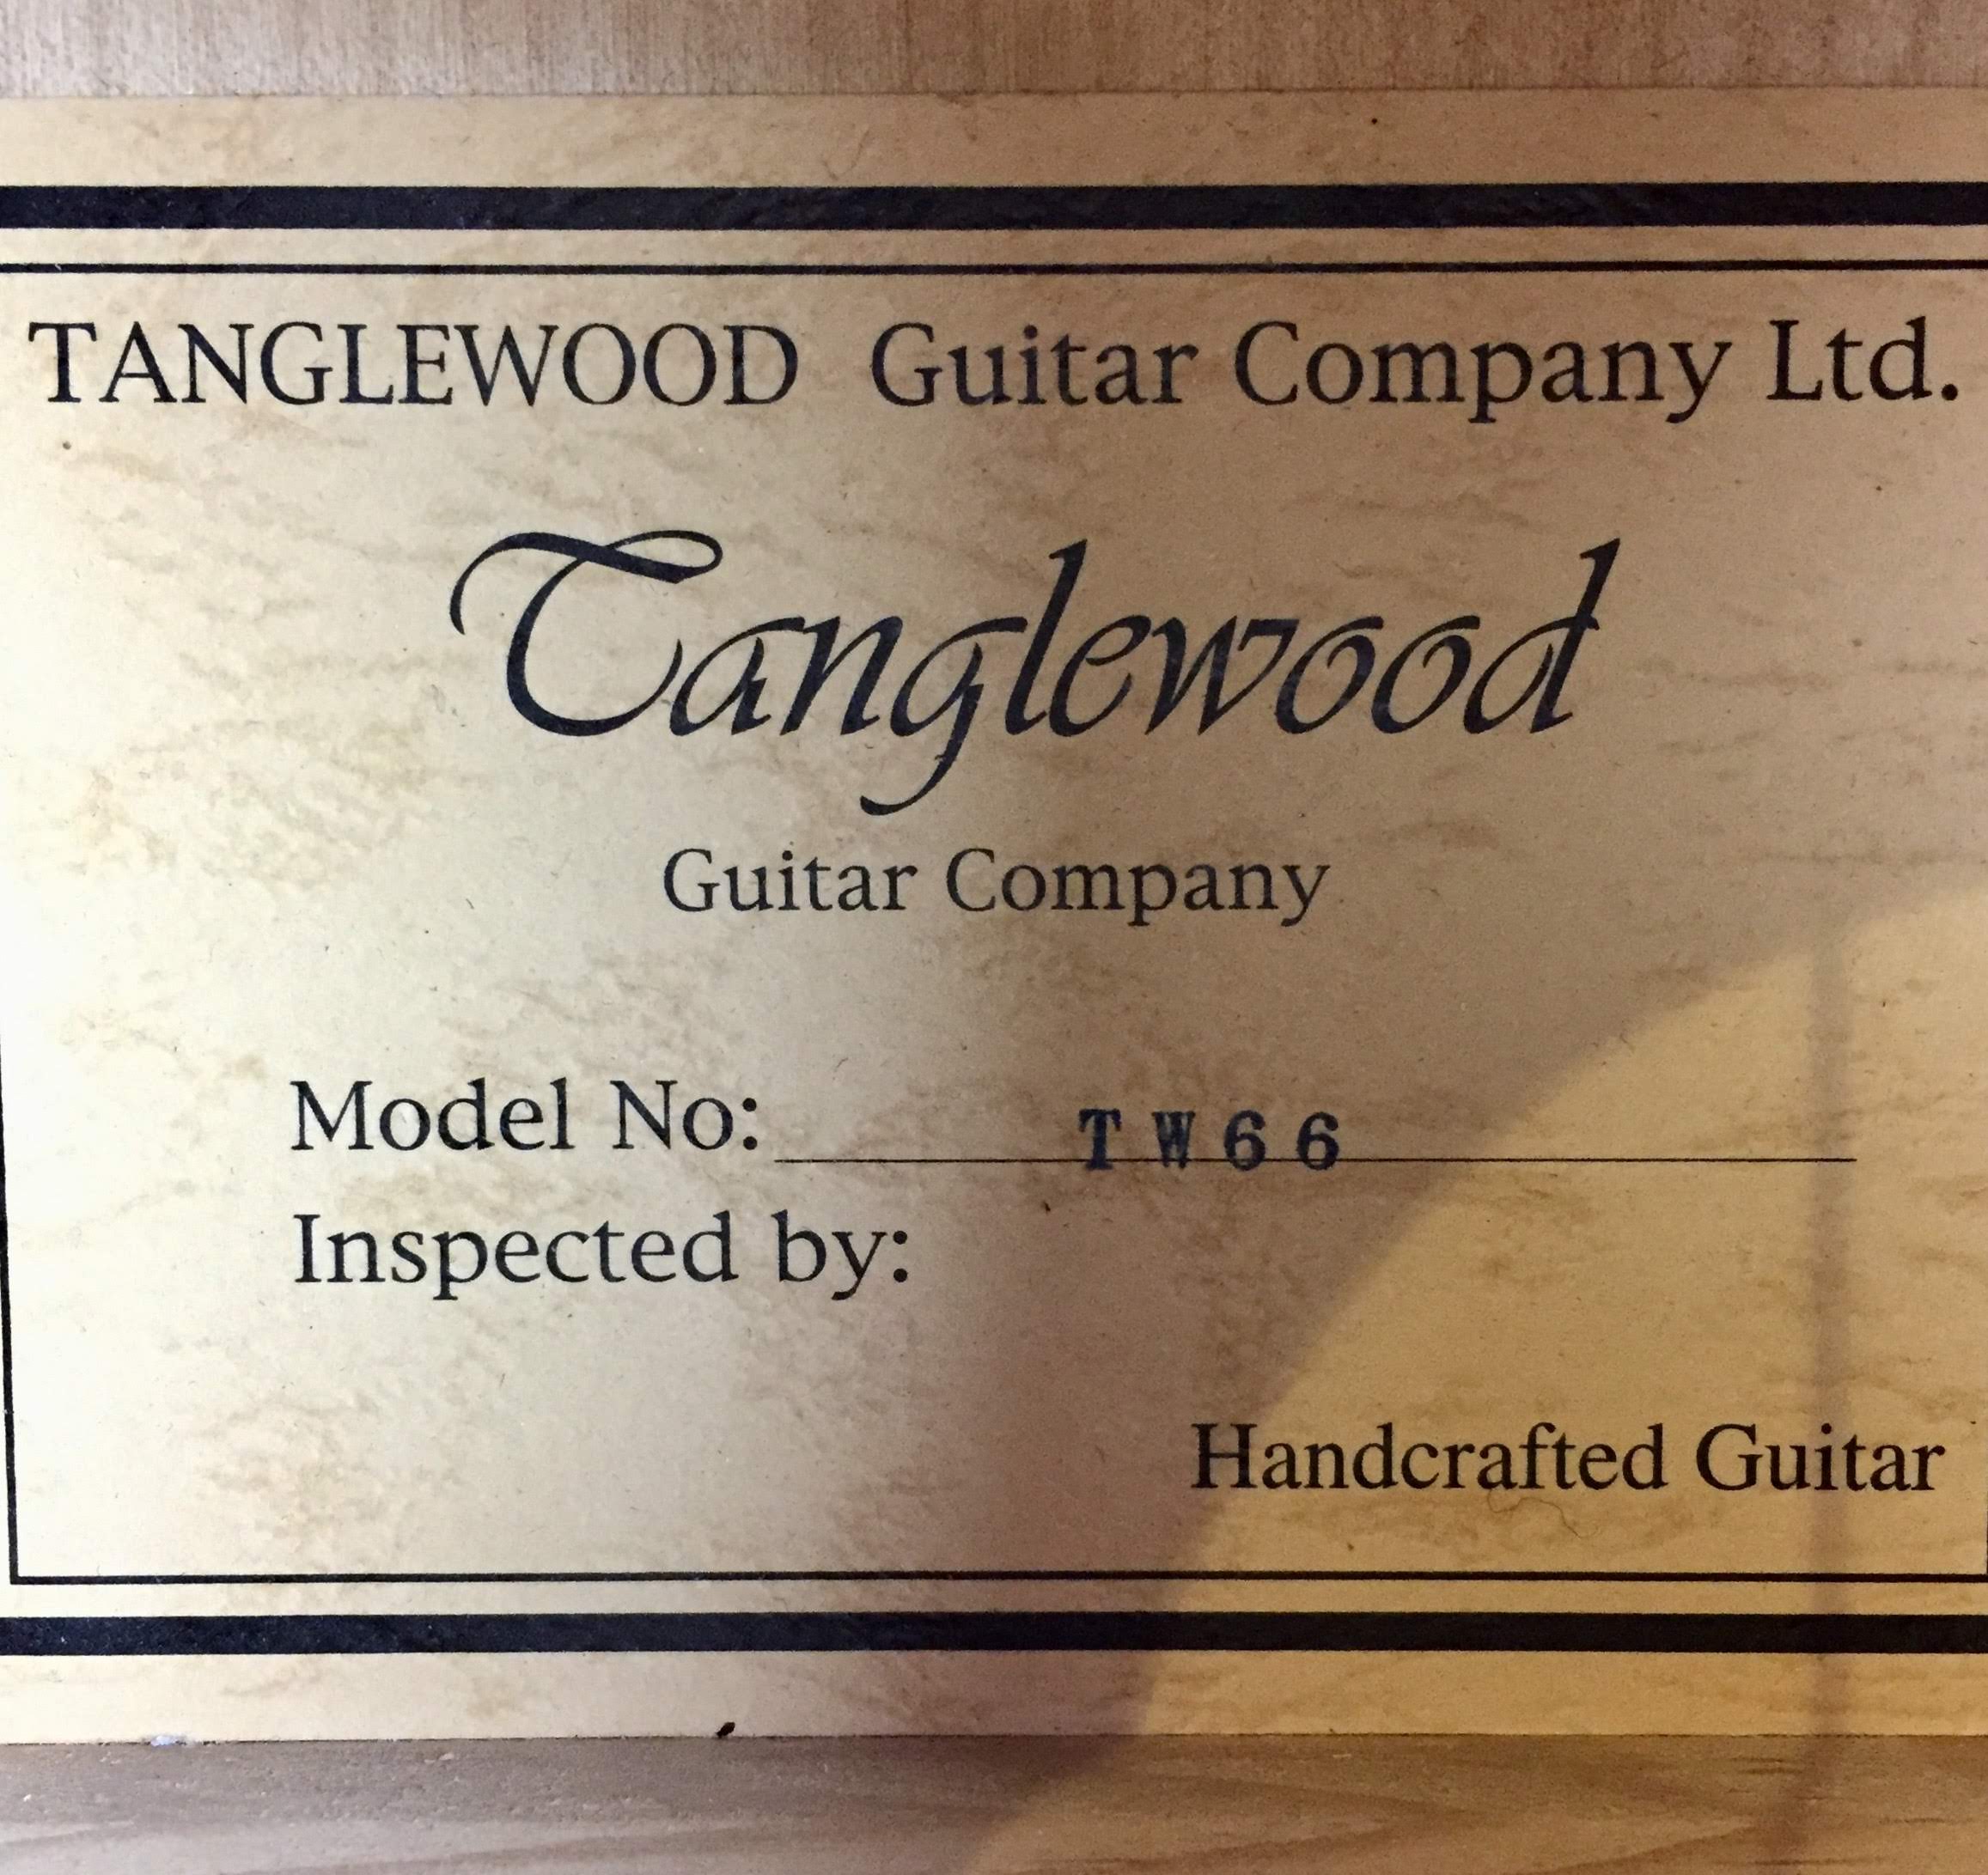 TANGLEWOOD Guitar Company Ltd.
Tanglewood
Guitar Company
Model No: TW66
Inspected by:
Handcrafted Guitar